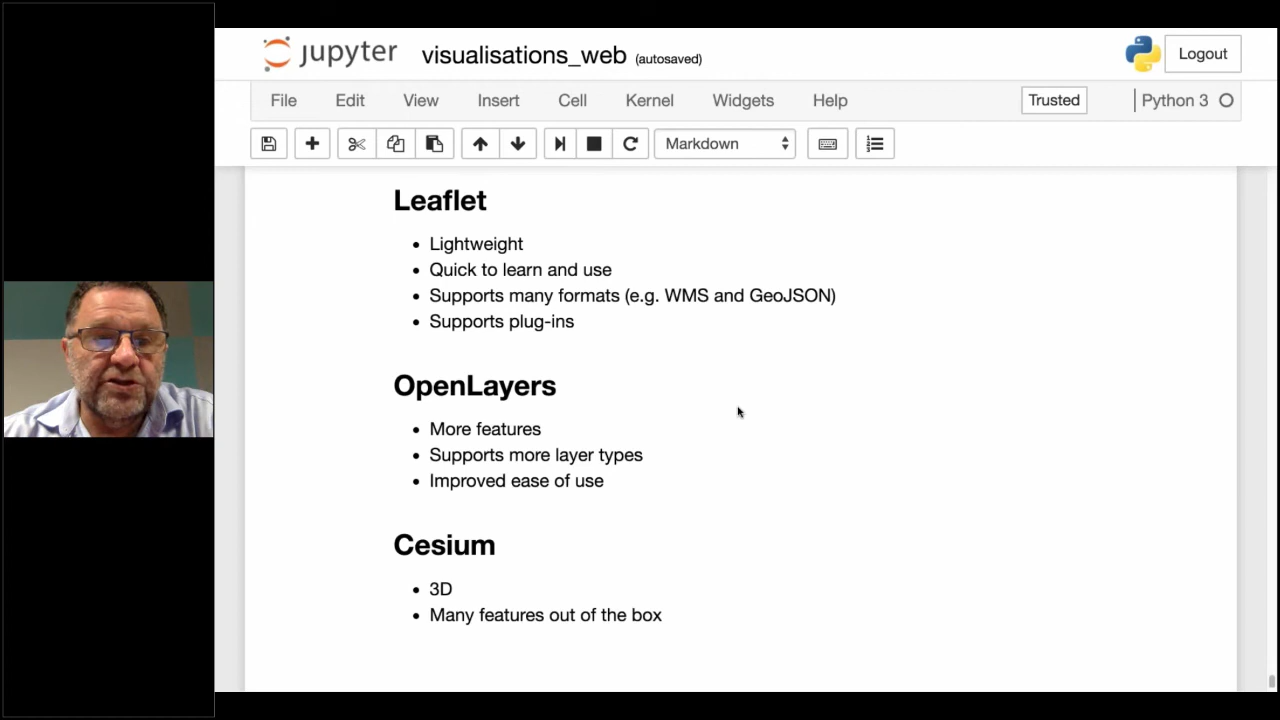 jupyter visualisations_web (autosaved) Logout
File Edit View Insert Cell Kernel Widgets Help Trusted Python 3
Markdown
Leaflet
• Lightweight
• Quick to learn and use
• Supports many formats (e.g. WMS and GeoJSON)
• Supports plug-ins
OpenLayers
• More features
• Supports more layer types
• Improved ease of use
Cesium
• 3D
• Many features out of the box